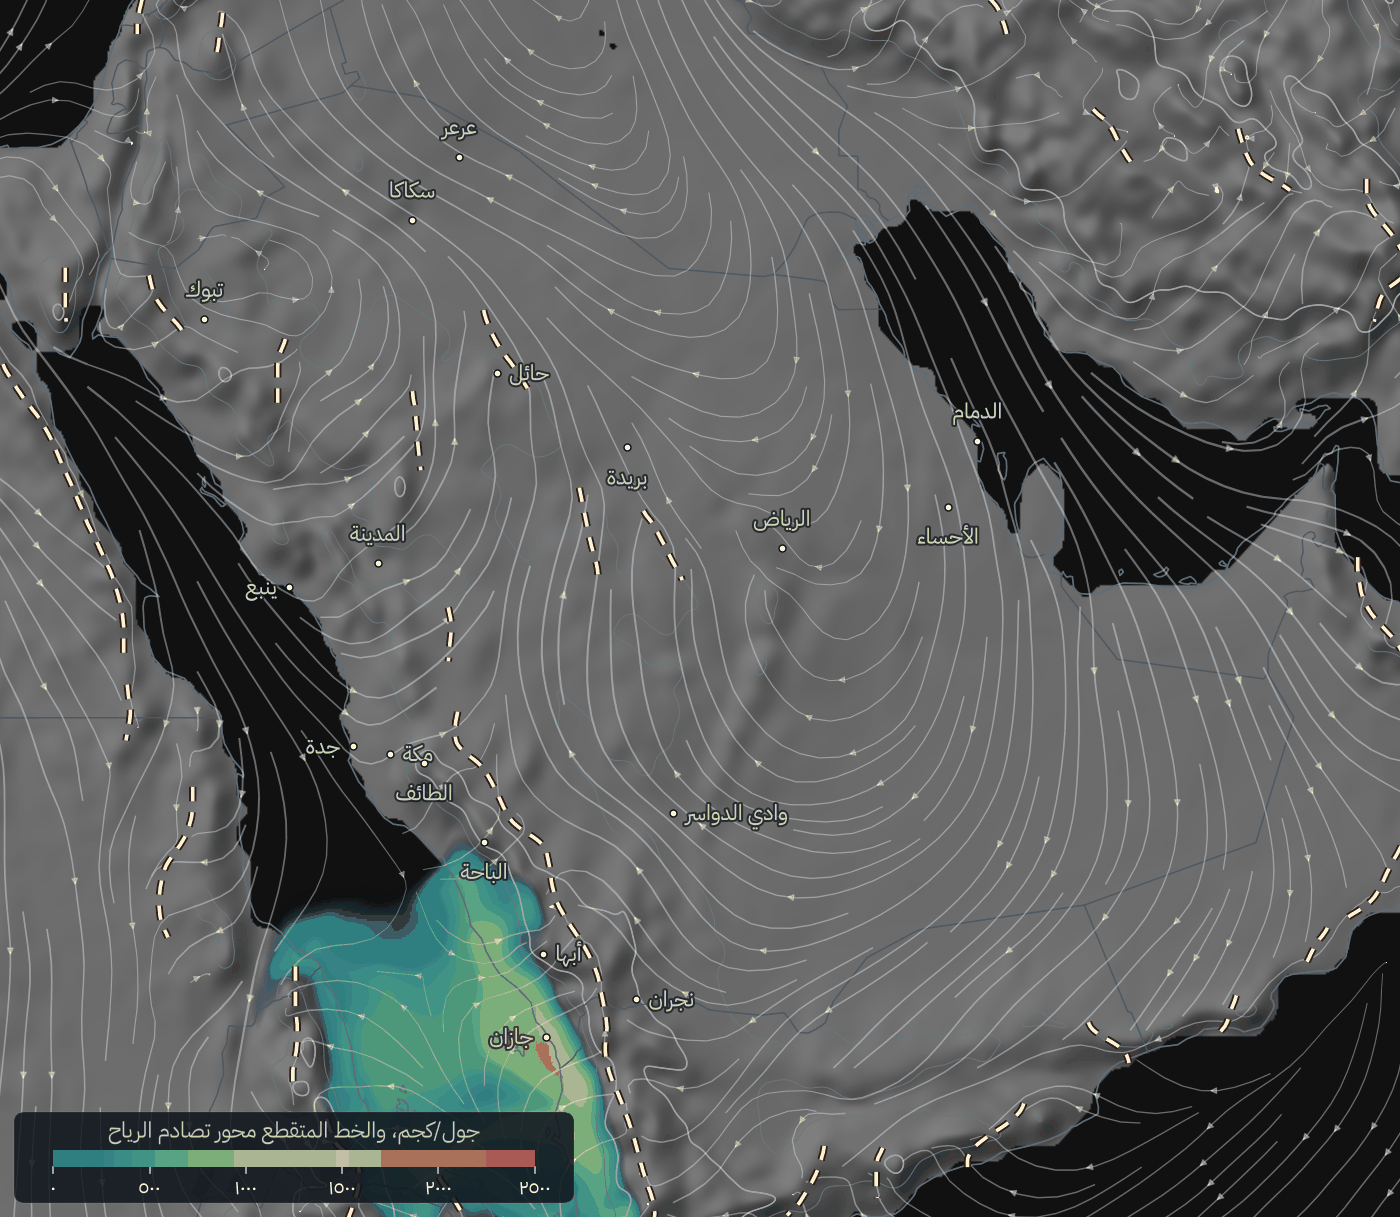 عرعر
سكاكا
تبوك
حائل
الدمام
بريدة
الرياض
الأحساء
المدينة
ينبع
جدة
مكة
الطائف
وادي الدواسر
الباحة
أبها
نجران
جازان
جول/كجم، والخط المتقطع محور تصادم الرياح
٠ ٥٠٠ ١٠٠٠ ١٥٠٠ ٢٠٠٠ ٢٥٠٠